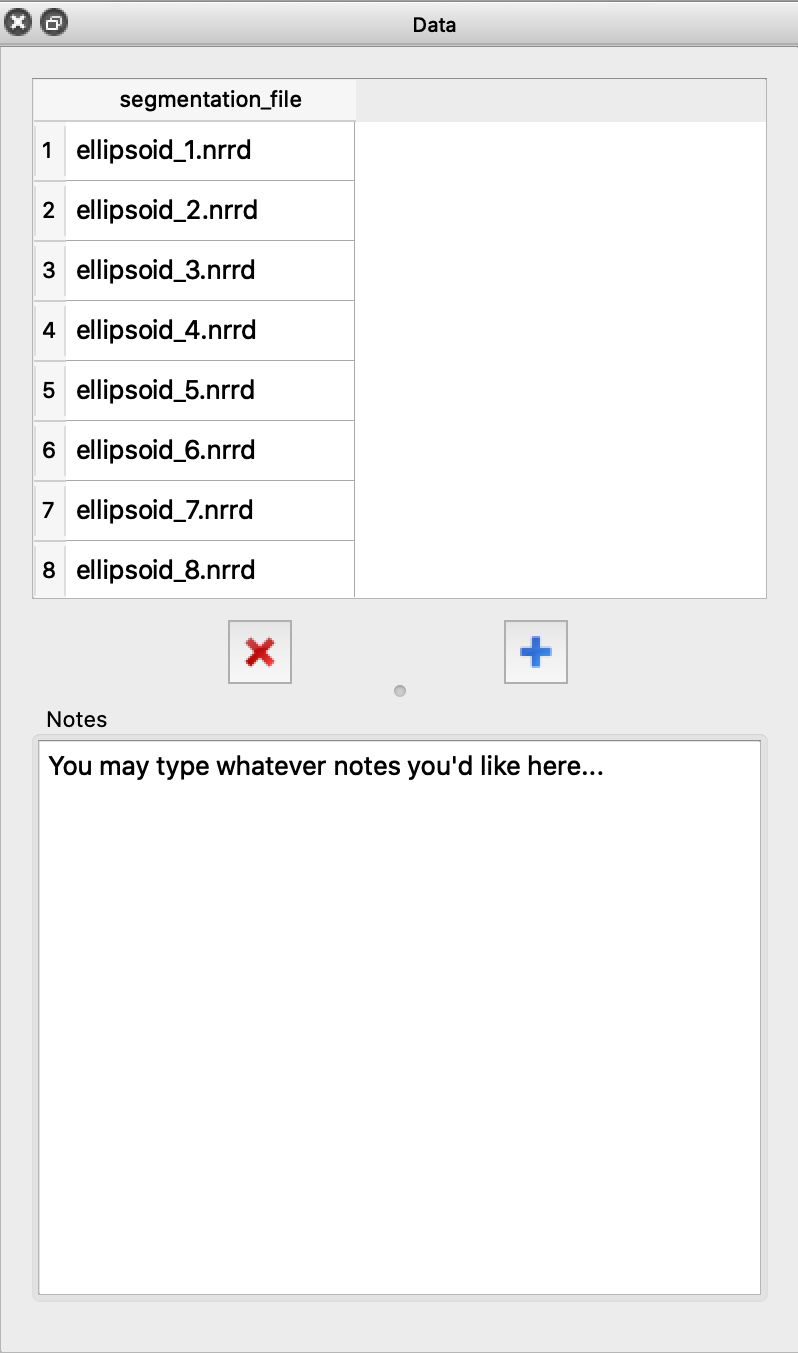 Data
segmentation_file
1 ellipsoid_1.nrrd
2 ellipsoid_2.nrrd
3 ellipsoid_3.nrrd
4 ellipsoid_4.nrrd
5 ellipsoid_5.nrrd
6 ellipsoid_6.nrrd
7 ellipsoid_7.nrrd
8 ellipsoid_8.nrrd
Notes
You may type whatever notes you'd like here...